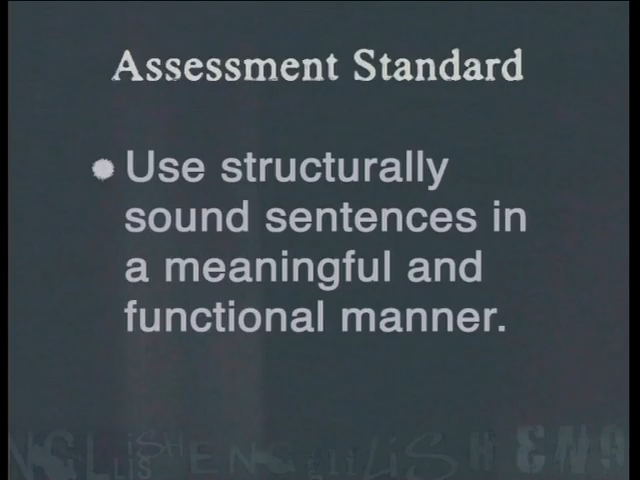 Assessment Standard
Use structurally
sound sentences in
a meaningful and
functional manner.